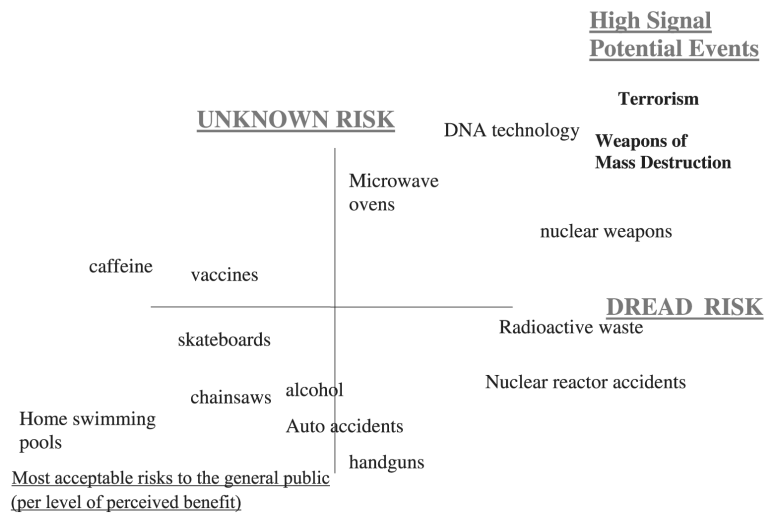 High Signal
Potential Events
Terrorism
UNKNOWN RISK
DNA technology
Weapons of
Mass Destruction
Microwave
ovens
nuclear weapons
caffeine
vaccines
DREAD RISK
Radioactive waste
skateboards
Nuclear reactor accidents
chainsaws
alcohol
Home swimming
pools
Auto accidents
handguns
Most acceptable risks to the general public
(per level of perceived benefit)